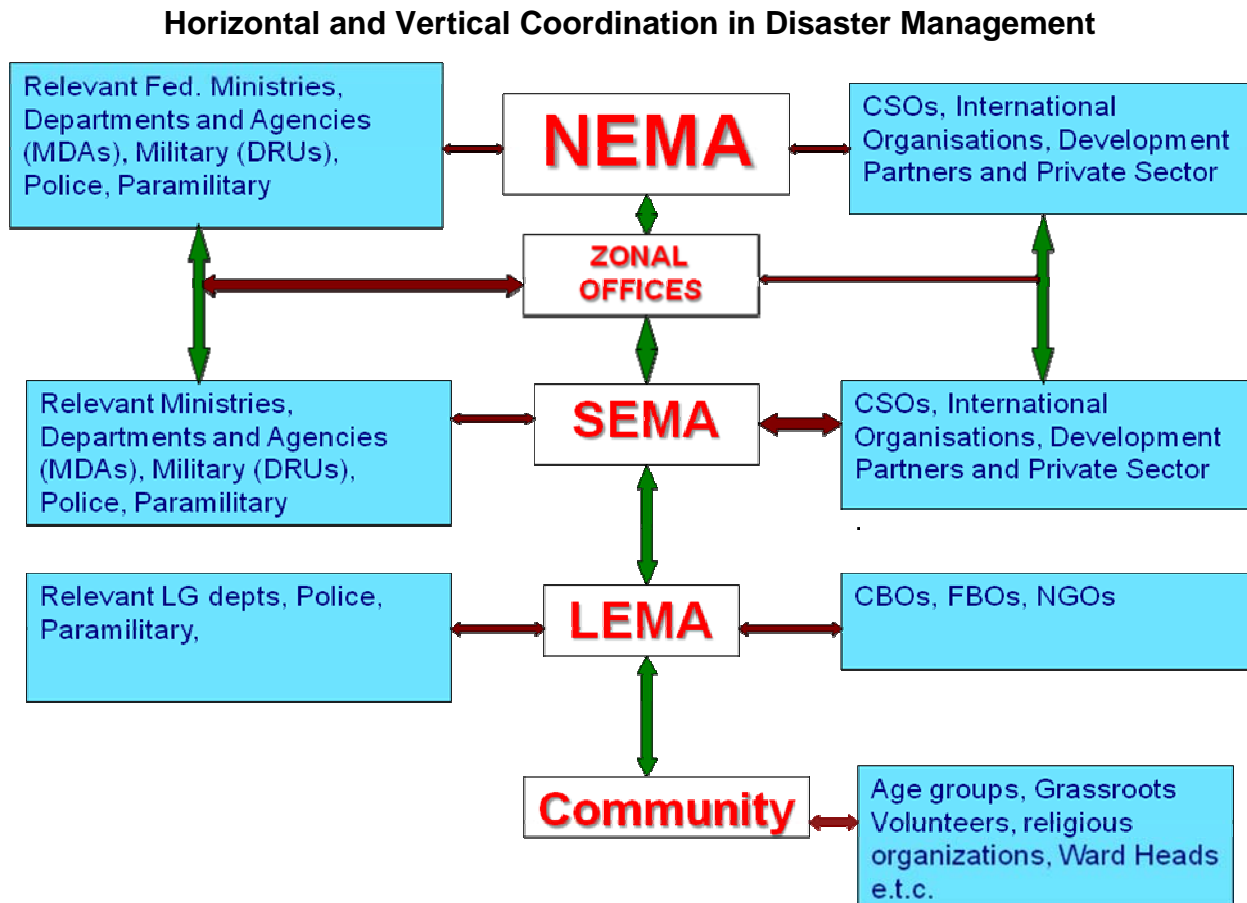 Horizontal and Vertical Coordination in Disaster Management
Relevant Fed. Ministries,
Departments and Agencies
(MDAs), Military (DRUs),
Police, Paramilitary
NEMA
CSOs, International
Organisations, Development
Partners and Private Sector
ZONAL
OFFICES
Relevant Ministries,
Departments and Agencies
(MDAs), Military (DRUs),
Police, Paramilitary
SEMA
CSOs, International
Organisations, Development
Partners and Private Sector
.
Relevant LG depts, Police,
Paramilitary,
LEMA
CBOs, FBOs, NGOs
Community
Age groups, Grassroots
Volunteers, religious
organizations, Ward Heads
e.t.c.